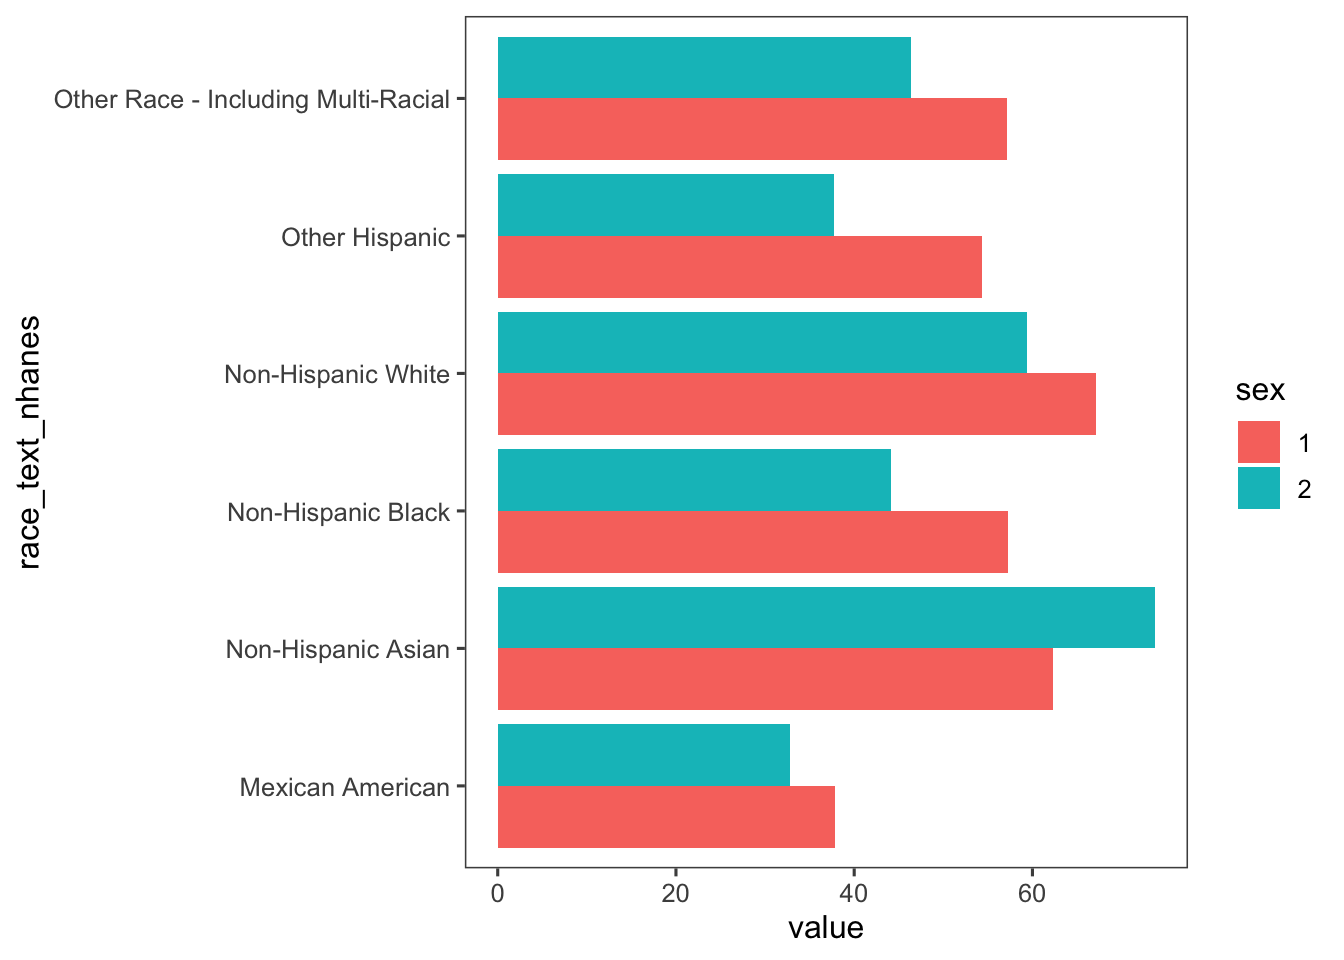 Other Race - Including Multi-Racial
Other Hispanic
Non-Hispanic White
Non-Hispanic Black
Non-Hispanic Asian
Mexican American
race_text_nhanes
0 20 40 60
value
sex
1
2